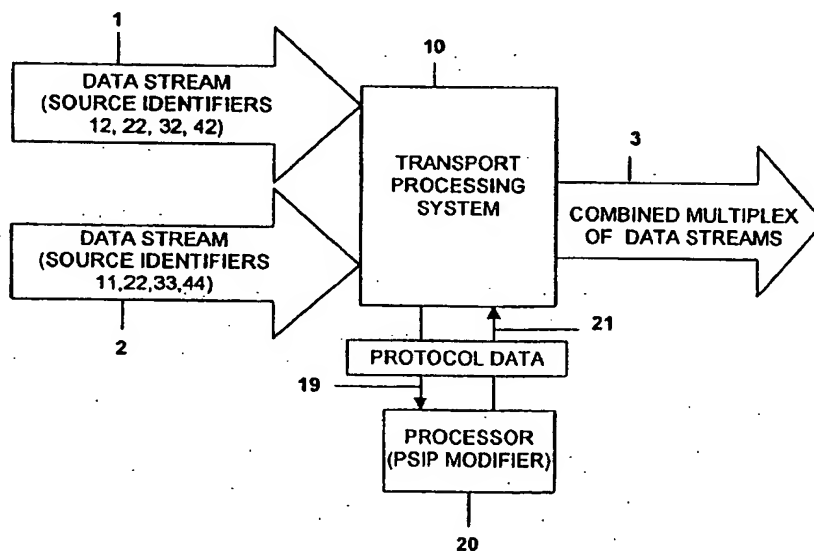 1
DATA STREAM
(SOURCE IDENTIFIERS
12, 22, 32, 42)
10
TRANSPORT
PROCESSING
SYSTEM
3
COMBINED MULTIPLEX
OF DATA STREAMS
DATA STREAM
(SOURCE IDENTIFIERS
11,22,33,44)
2
21
PROTOCOL DATA
19
PROCESSOR
(PSIP MODIFIER)
20